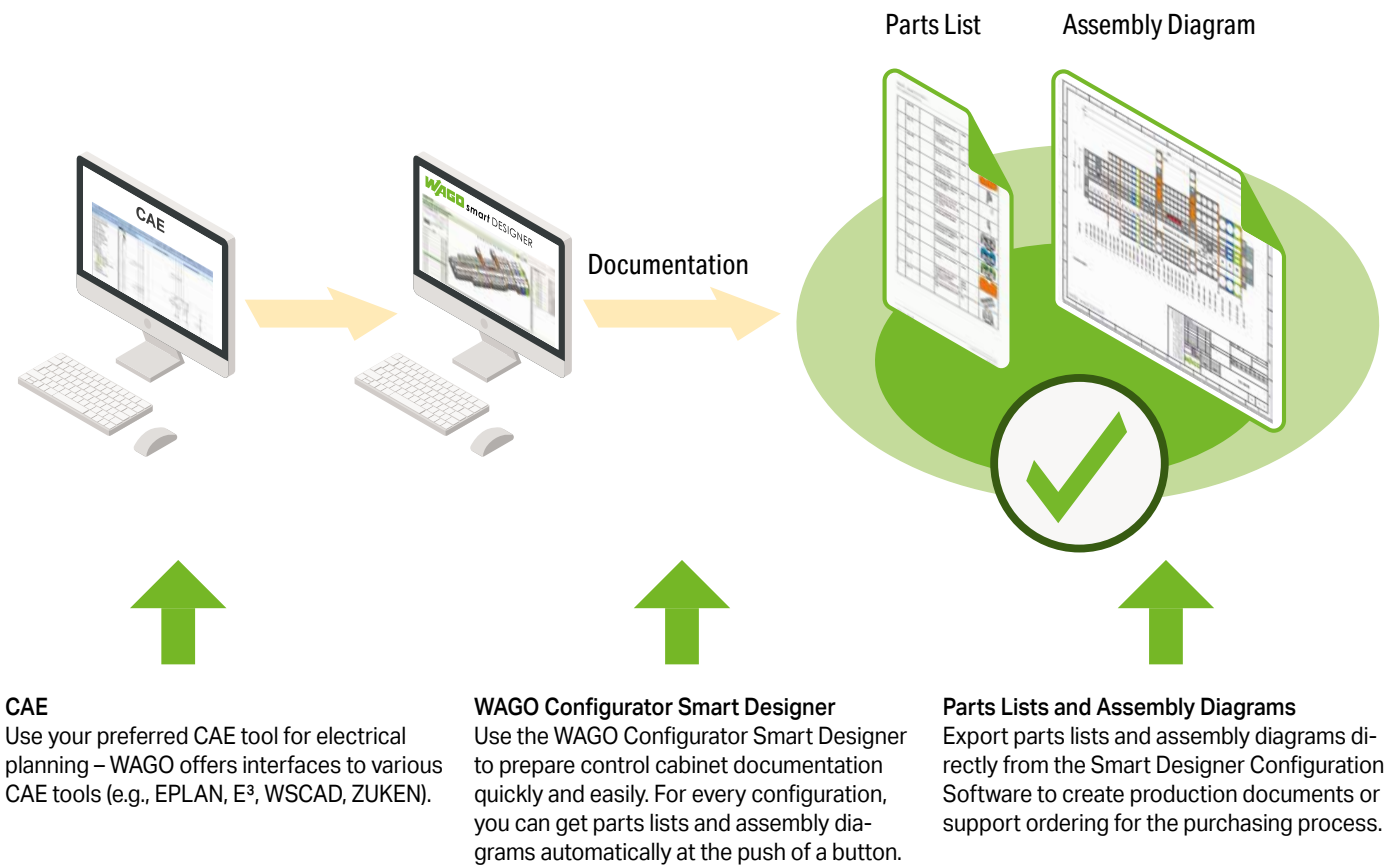 Parts List
Assembly Diagram
CAE
WAGO smart DESIGNER
Documentation
CAE
Use your preferred CAE tool for electrical
planning – WAGO offers interfaces to various
CAE tools (e.g., EPLAN, E³, WSCAD, ZUKEN).
WAGO Configurator Smart Designer
Use the WAGO Configurator Smart Designer
to prepare control cabinet documentation
quickly and easily. For every configuration,
you can get parts lists and assembly dia-
grams automatically at the push of a button.
Parts Lists and Assembly Diagrams
Export parts lists and assembly diagrams di-
rectly from the Smart Designer Configuration
Software to create production documents or
support ordering for the purchasing process.